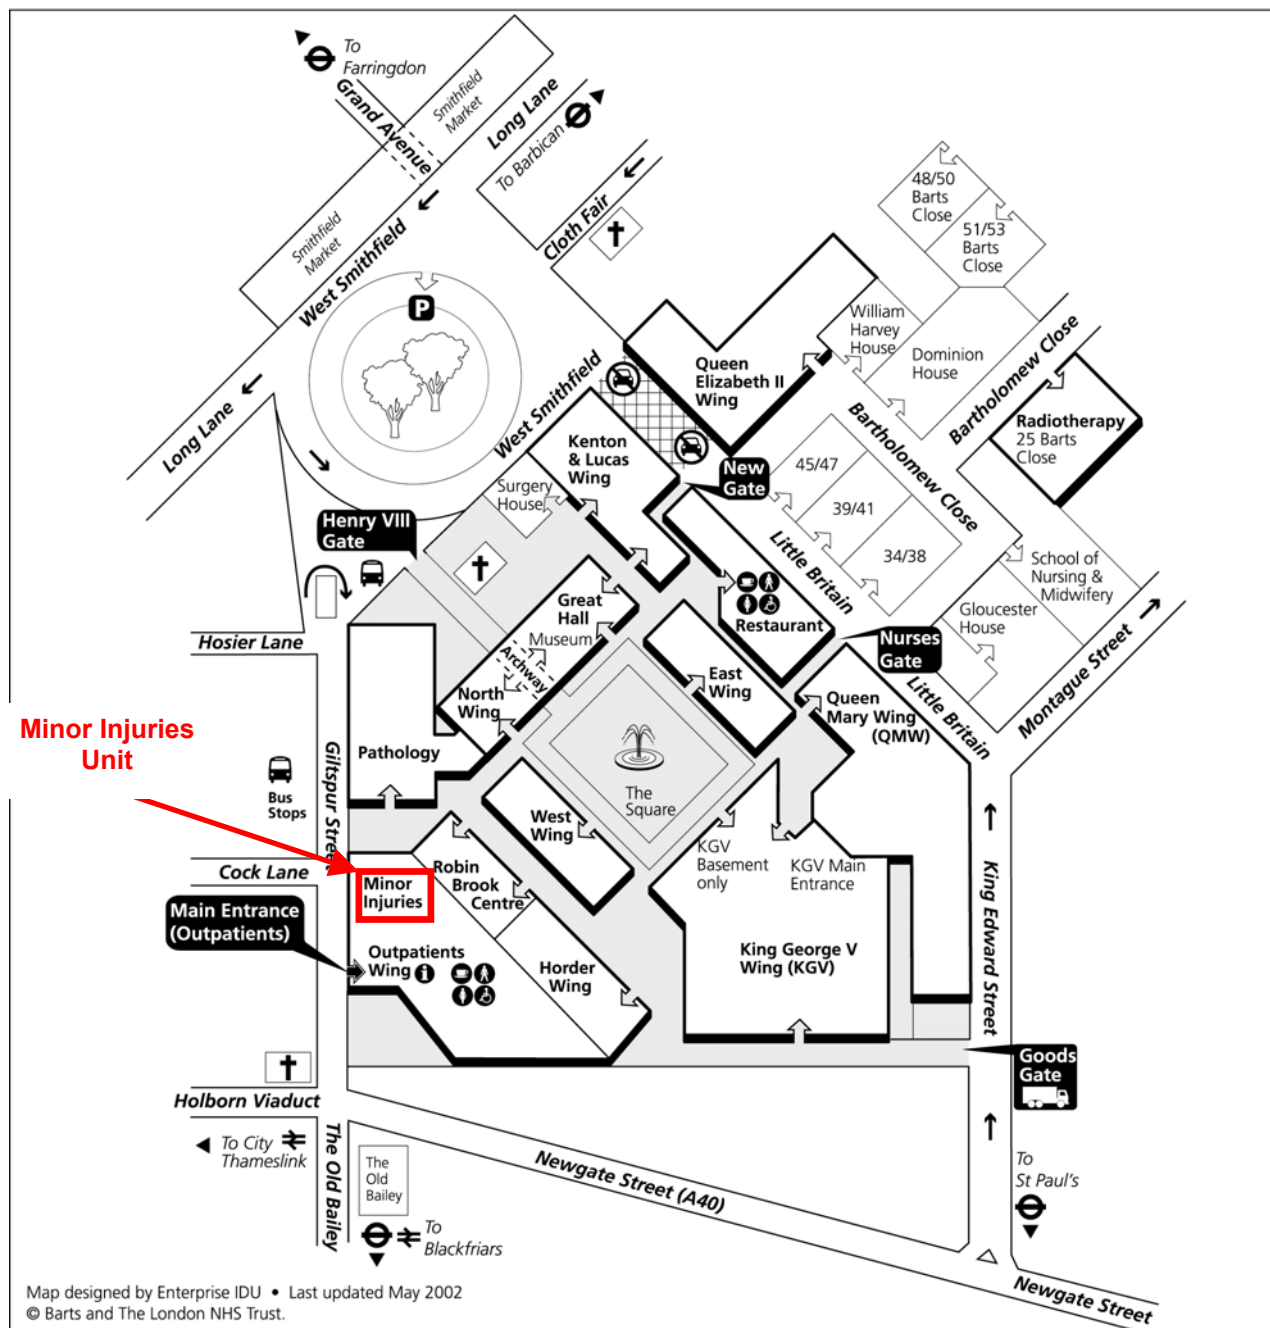 To
Farringdon
Grand Avenue
Smithfield
Market
Long Lane
To Barbican
Smithfield
Market
West Smithfield
Cloth Fair
48/50
Barts
Close
51/53
Barts
Close
P
William
Harvey
House
Dominion
House
Bartholomew Close
Queen
Elizabeth II
Wing
Long Lane
West Smithfield
Kenton
& Lucas
Wing
Radiotherapy
25 Barts
Close
Bartholomew Close
New
Gate
45/47
39/41
34/38
Surgery
House
Henry VIII
Gate
Little Britain
School of
Nursing &
Midwifery
Gloucester
House
Great
Hall
Museum
Archway
Restaurant
Nurses
Gate
Hosier Lane
North
Wing
East
Wing
Queen
Mary Wing
(QMW)
Little Britain
Montague Street
Minor Injuries
Unit
Pathology
Giltspur Street
Bus
Stops
The
Square
West
Wing
KGV
Basement
only
KGV Main
Entrance
Cock Lane
Robin
Brook
Centre
Minor
Injuries
Main Entrance
(Outpatients)
Outpatients
Wing
i
Horder
Wing
King George V
Wing (KGV)
King Edward Street
Goods
Gate
Holborn Viaduct
To City
Thameslink
The Old Bailey
The
Old
Bailey
To
Blackfriars
Newgate Street (A40)
To
St Paul's
Newgate Street
Map designed by Enterprise IDU • Last updated May 2002
© Barts and The London NHS Trust.